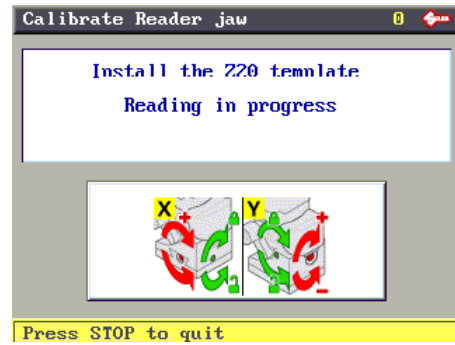 Calibrate Reader jaw 0
Install the Z20 template
Reading in progress
X + Y +
Press STOP to quit